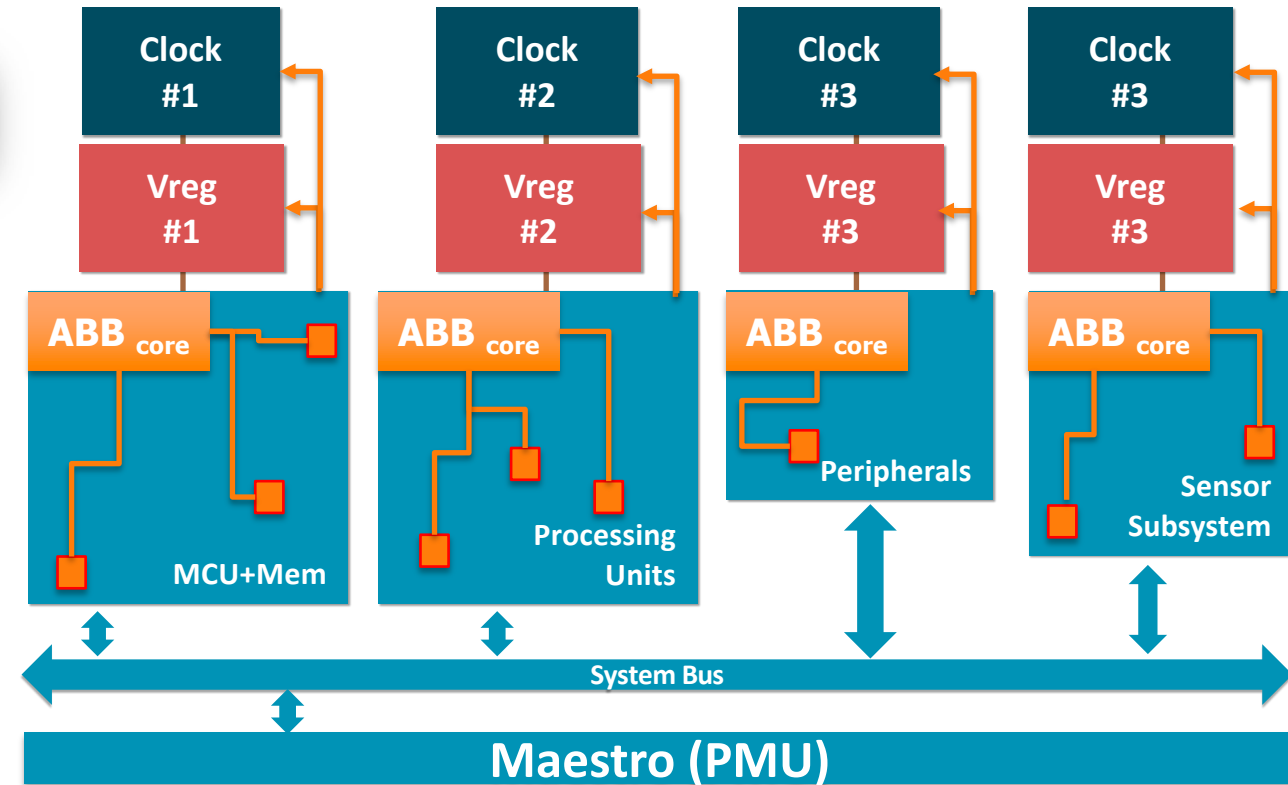 Clock
#1
Clock
#2
Clock
#3
Clock
#3
Vreg
#1
Vreg
#2
Vreg
#3
Vreg
#3
ABB core
ABB core
ABB core
ABB core
MCU+Mem
Processing
Units
Peripherals
Sensor
Subsystem
System Bus
Maestro (PMU)